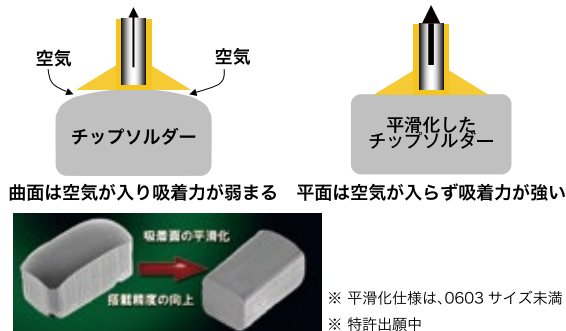 空気
空気
チップソルダー
平滑化した
チップソルダー
曲面は空気が入り吸着力が弱まる
平面は空気が入らず吸着力が強い
吸着面の平滑化
搭載精度の向上
※ 平滑化仕様は、0603 サイズ未満
※ 特許出願中